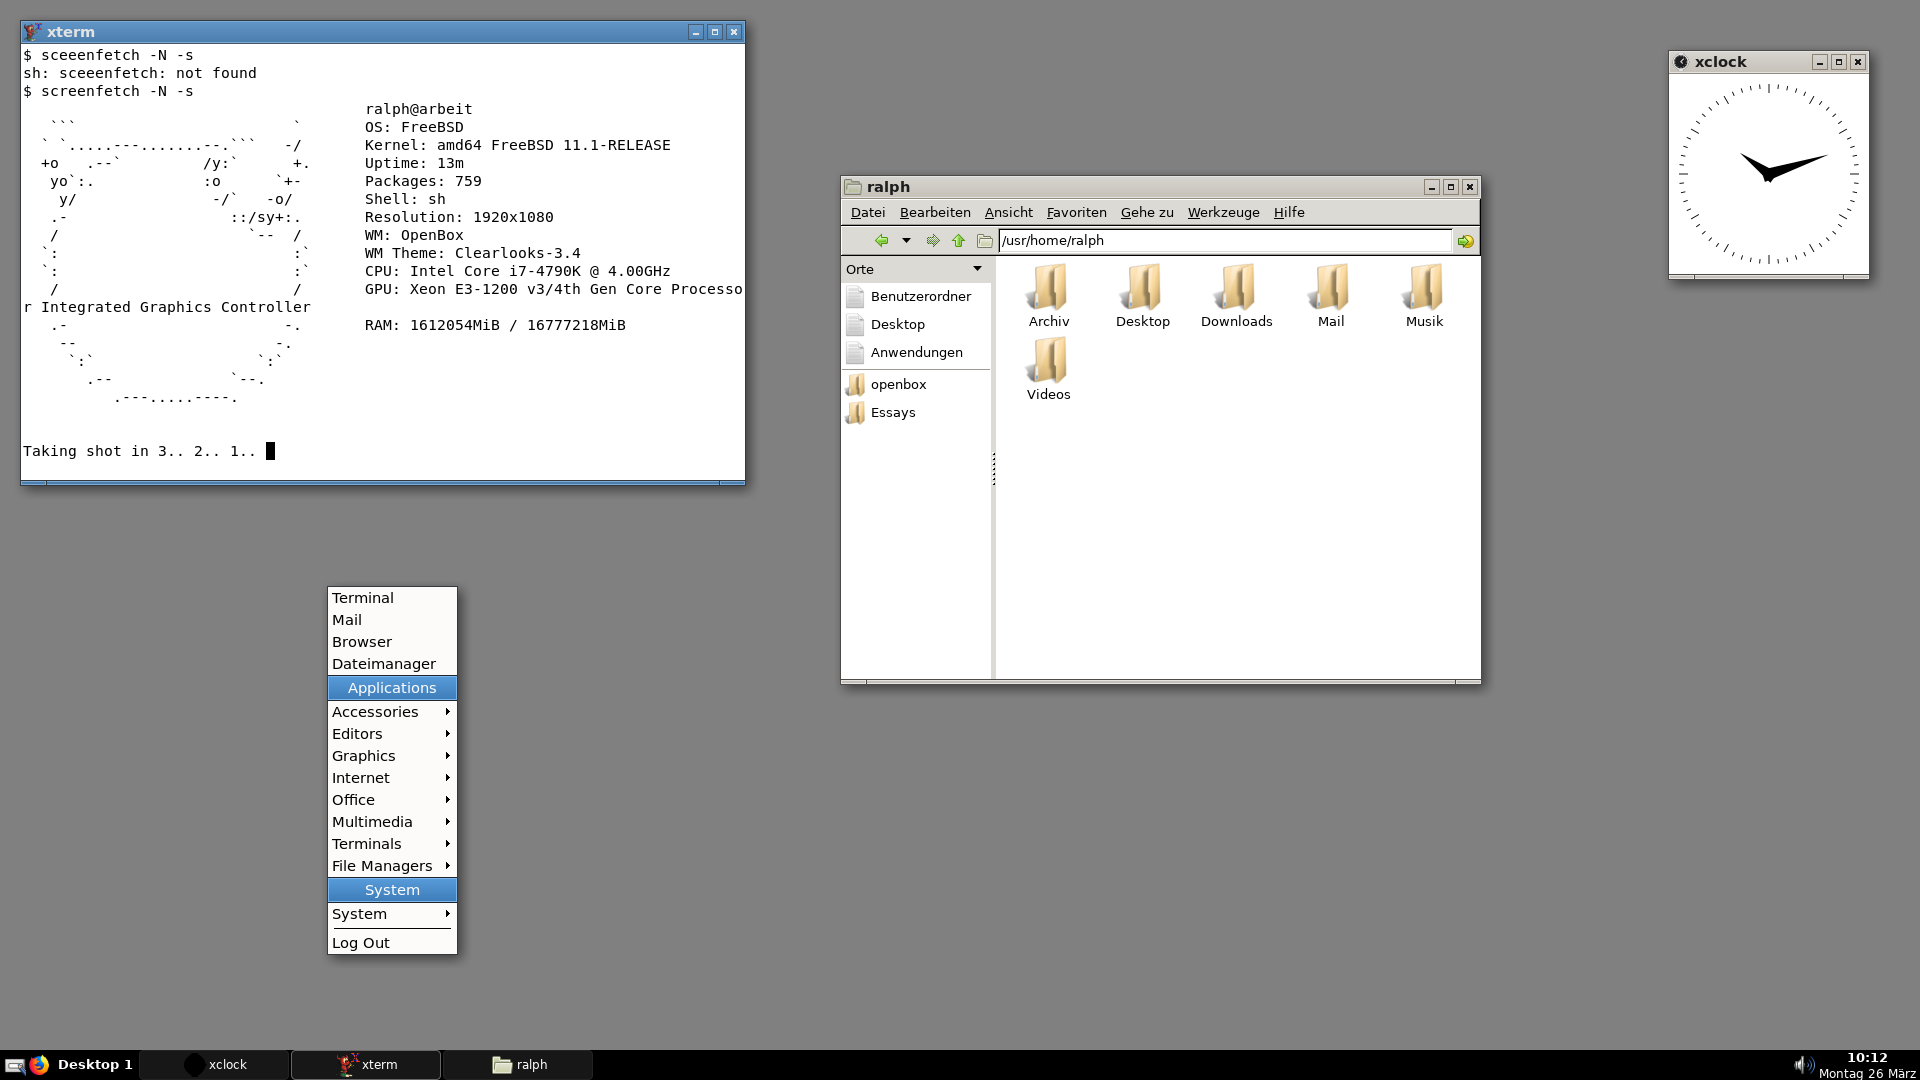 xterm
$ sceeenfetch -N -s
sh: sceeenfetch: not found
$ screenfetch -N -s
                                      ralph@arbeit
   ```                        `       OS: FreeBSD
  ` `.....---.......--.```   -/       Kernel: amd64 FreeBSD 11.1-RELEASE
  +o   .--`         /y:`      +.      Uptime: 13m
   yo`:.            :o      `+-       Packages: 759
    y/               -/`   -o/        Shell: sh
   .-                  ::/sy+:.       Resolution: 1920x1080
   /                     `--  /       WM: OpenBox
  `:                          :`      WM Theme: Clearlooks-3.4
  `:                          :`      CPU: Intel Core i7-4790K @ 4.00GHz
   /                          /       GPU: Xeon E3-1200 v3/4th Gen Core Processo
r Integrated Graphics Controller
   .-                        -.       RAM: 1612054MiB / 16777218MiB
    --                      -.
     `:`                  `:`
       .--             `--.
          .---.....----.
Taking shot in 3.. 2.. 1..
xclock
ralph
Datei Bearbeiten Ansicht Favoriten Gehe zu Werkzeuge Hilfe
/usr/home/ralph
Orte
Benutzerordner
Desktop
Anwendungen
openbox
Essays
Archiv Desktop Downloads Mail Musik
Videos
Terminal
Mail
Browser
Dateimanager
Applications
Accessories
Editors
Graphics
Internet
Office
Multimedia
Terminals
File Managers
System
System
Log Out
Desktop 1 xclock xterm ralph
10:12
Montag 26 März